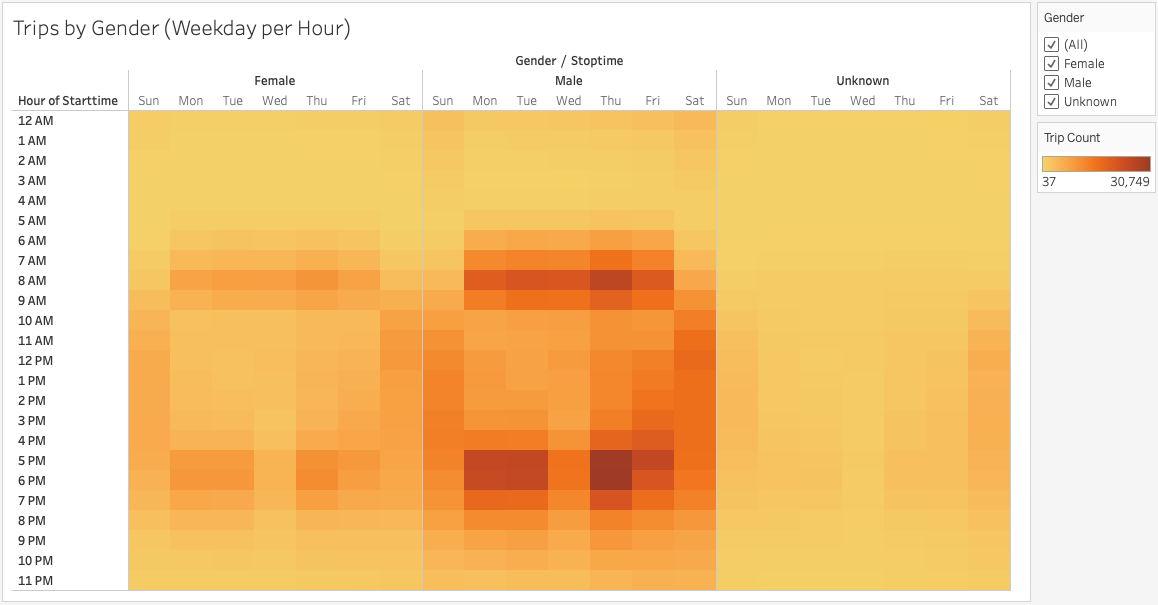 Trips by Gender (Weekday per Hour)
Gender / Stoptime
Female Male Unknown
Hour of Starttime Sun Mon Tue Wed Thu Fri Sat Sun Mon Tue Wed Thu Fri Sat Sun Mon Tue Wed Thu Fri Sat
12 AM
1 AM
2 AM
3 AM
4 AM
5 AM
6 AM
7 AM
8 AM
9 AM
10 AM
11 AM
12 PM
1 PM
2 PM
3 PM
4 PM
5 PM
6 PM
7 PM
8 PM
9 PM
10 PM
11 PM
Gender
(All)
Female
Male
Unknown
Trip Count
37 30,749